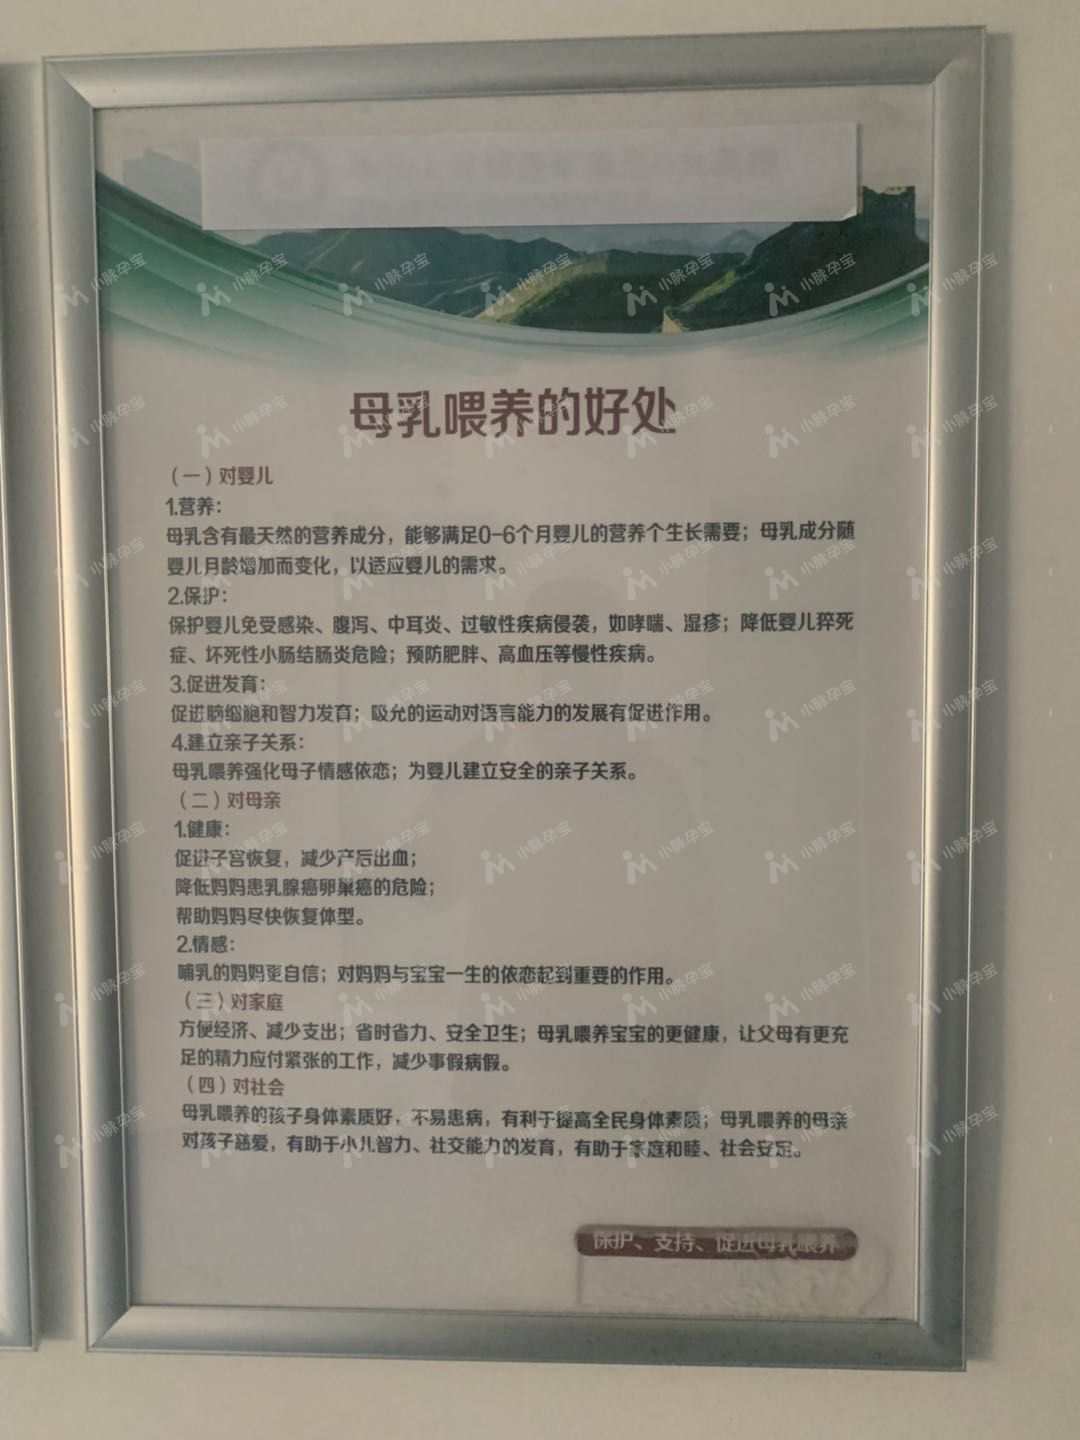 母乳喂养的好处
（一）对婴儿
1.营养：
母乳含有最天然的营养成分，能够满足0-6个月婴儿的营养个生长需要；母乳成分随
婴儿月龄增加而变化，以适应婴儿的需求。
2.保护：
保护婴儿免受感染、腹泻、中耳炎、过敏性疾病侵袭，如哮喘、湿疹；降低婴儿猝死
症、坏死性小肠结肠炎危险；预防肥胖、高血压等慢性疾病。
3.促进发育：
促进脑细胞和智力发育；吸允的运动对语言能力的发展有促进作用。
4.建立亲子关系：
母乳喂养强化母子情感依恋；为婴儿建立安全的亲子关系。
（二）对母亲
1.健康：
促进子宫恢复，减少产后出血；
降低妈妈患乳腺癌卵巢癌的危险；
帮助妈妈尽快恢复体型。
2.情感：
哺乳的妈妈更自信；对妈妈与宝宝一生的依恋起到重要的作用。
（三）对家庭
方便经济、减少支出；省时省力、安全卫生；母乳喂养宝宝的更健康，让父母有更充
足的精力应付紧张的工作，减少事假病假。
（四）对社会
母乳喂养的孩子身体素质好，不易患病，有利于提高全民身体素质；母乳喂养的母亲
对孩子慈爱，有助于小儿智力、社交能力的发育，有助于家庭和睦、社会安定。
保护、支持、促进母乳喂养
小脉孕宝